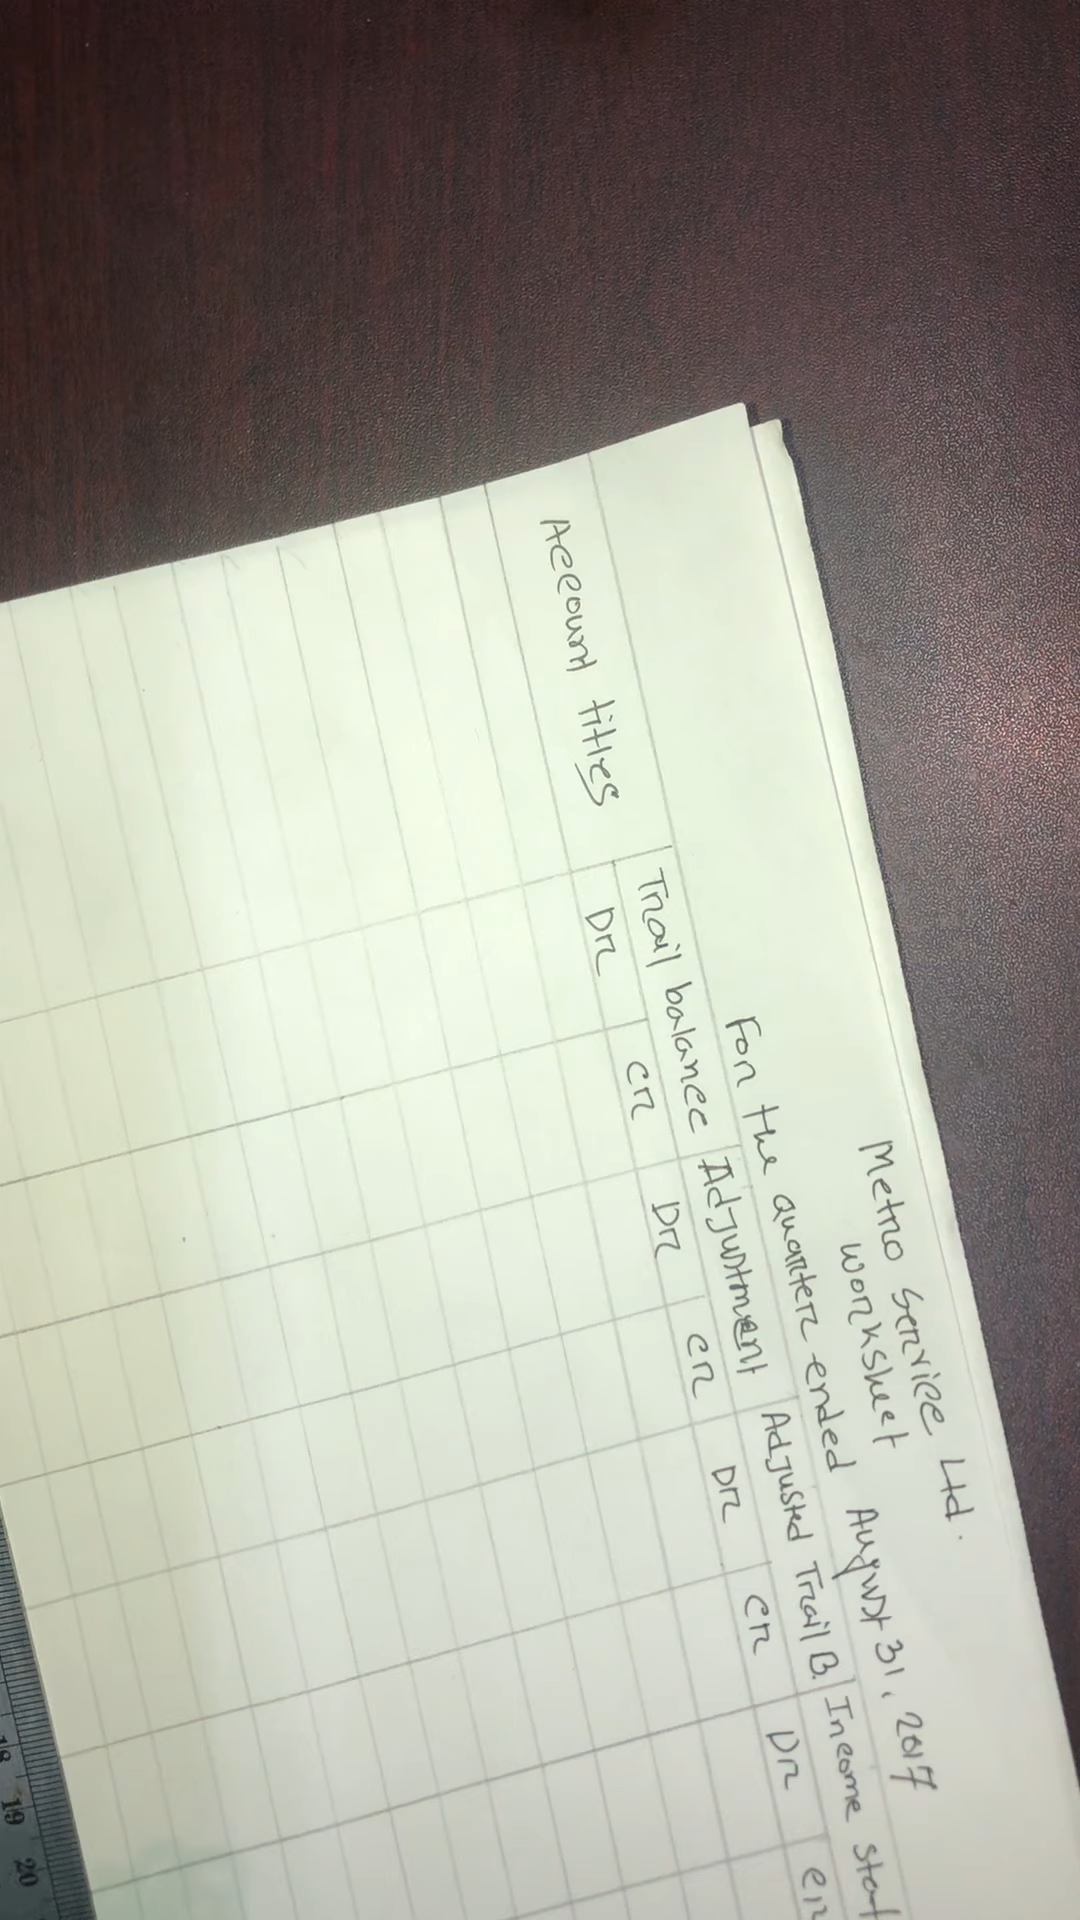 Metro Service Ltd.
Worksheet
For the quarter ended August 31, 2017
Account titles
Trail balance
Adjustment
Adjusted Trail B.
Income stat
Dr
Cr
Dr
Cr
Dr
Cr
Dr
Cr
18
19
20